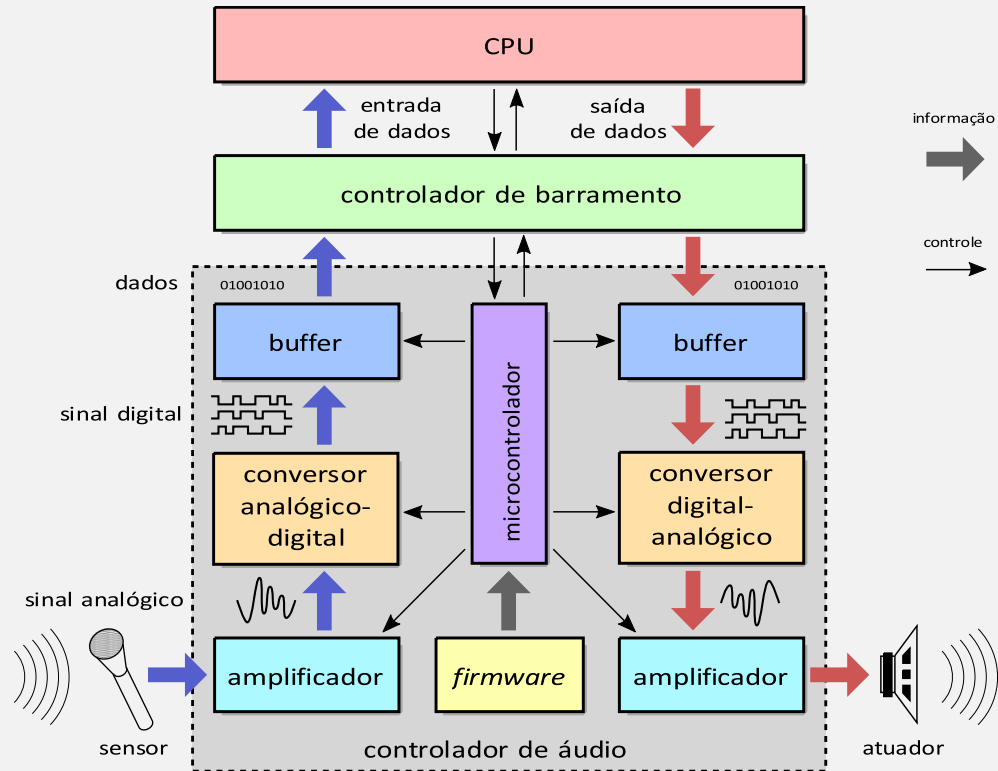 CPU
entrada
de dados
saída
de dados
informação
controlador de barramento
controle
dados
01001010
01001010
buffer
microcontrolador
buffer
sinal digital
conversor
analógico-
digital
conversor
digital-
analógico
sinal analógico
amplificador
firmware
amplificador
sensor
controlador de áudio
atuador